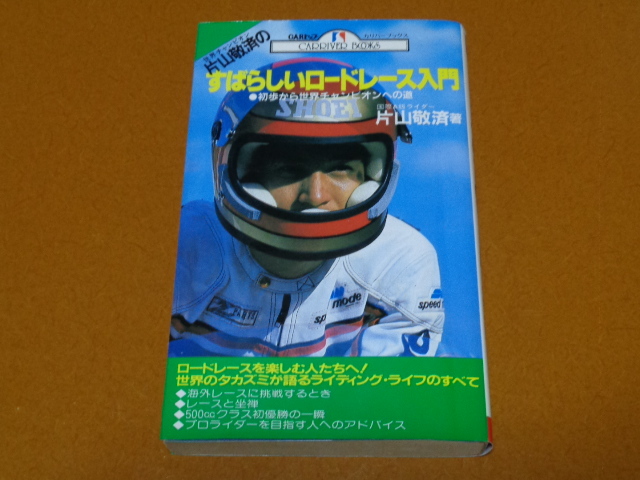 CARRIVER BOOKS
片山敬済の
すばらしいロードレース入門
●初歩から世界チャンピオンへの道
国際A級ライダー
片山敬済著
SHOEI
mode
speed
ロードレースを楽しむ人たちへ!
世界のタカズミが語るライディング・ライフのすべて
◆海外レースに挑戦するとき
◆レースと坐禅
◆500ccクラス初優勝の一瞬
◆プロライダーを目指す人へのアドバイス